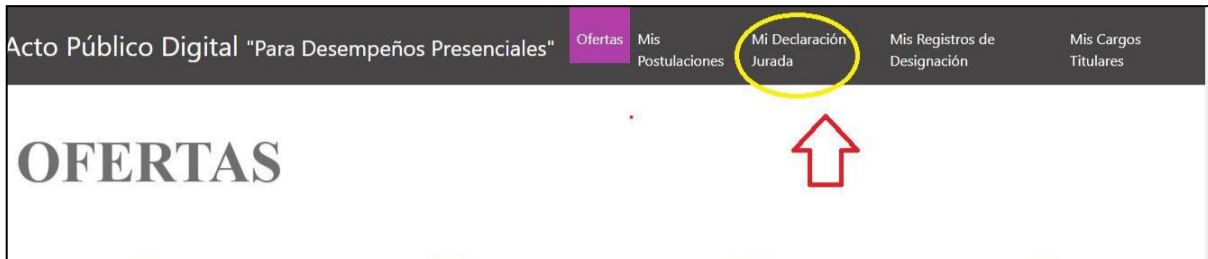 Acto Público Digital "Para Desempeños Presenciales"
Ofertas
Mis
Postulaciones
Mi Declaración
Jurada
Mis Registros de
Designación
Mis Cargos
Titulares
OFERTAS